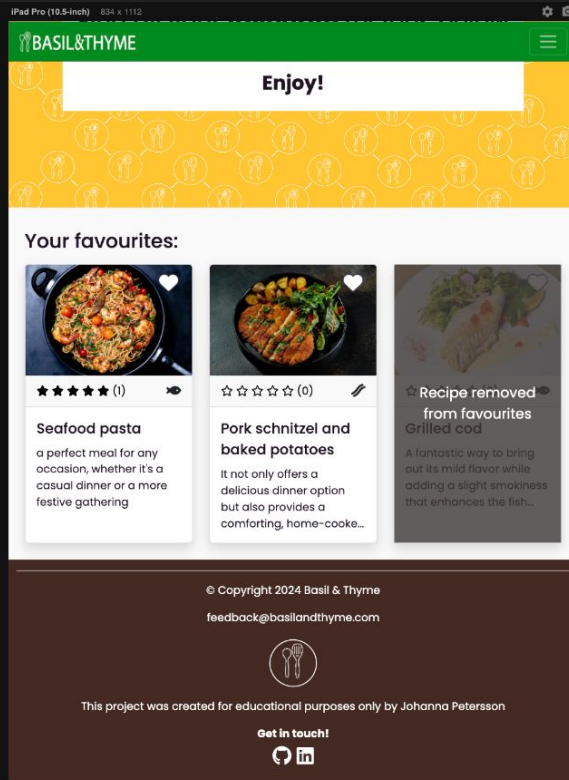 iPad Pro (10.5-inch) 834 x 1112
BASIL&THYME
Enjoy!
Your favourites:
(1)
Seafood pasta
a perfect meal for any
occasion, whether it's a
casual dinner or a more
festive gathering
(0)
Pork schnitzel and
baked potatoes
It not only offers a
delicious dinner option
but also provides a
comforting, home-cooke...
Recipe removed
from favourites
Grilled cod
A fantastic way to bring
out its mild flavor while
adding a slight smokiness
that enhances the fish...
© Copyright 2024 Basil & Thyme
feedback@basilandthyme.com
This project was created for educational purposes only by Johanna Petersson
Get in touch!
in